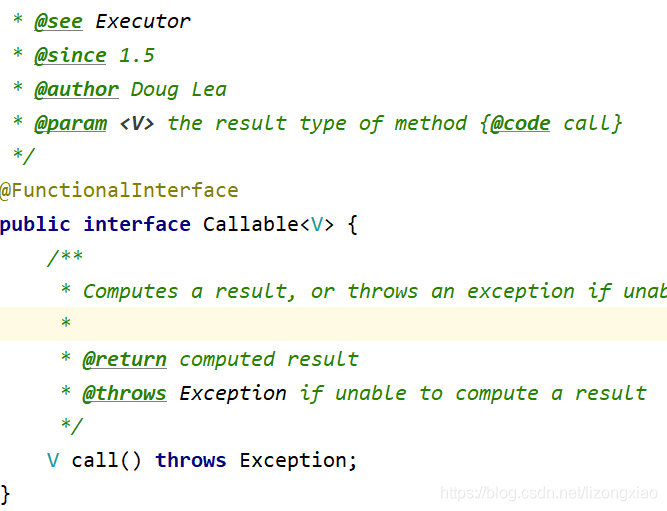 * @see Executor
* @since 1.5
* @author Doug Lea
* @param <V> the result type of method {@code call}
*/
@FunctionalInterface
public interface Callable<V> {
/**
* Computes a result, or throws an exception if
*
* @return computed result
* @throws Exception if unable to compute a result
*/
V call() throws Exception;
}
https://blog.csdn.net/lizongxiao